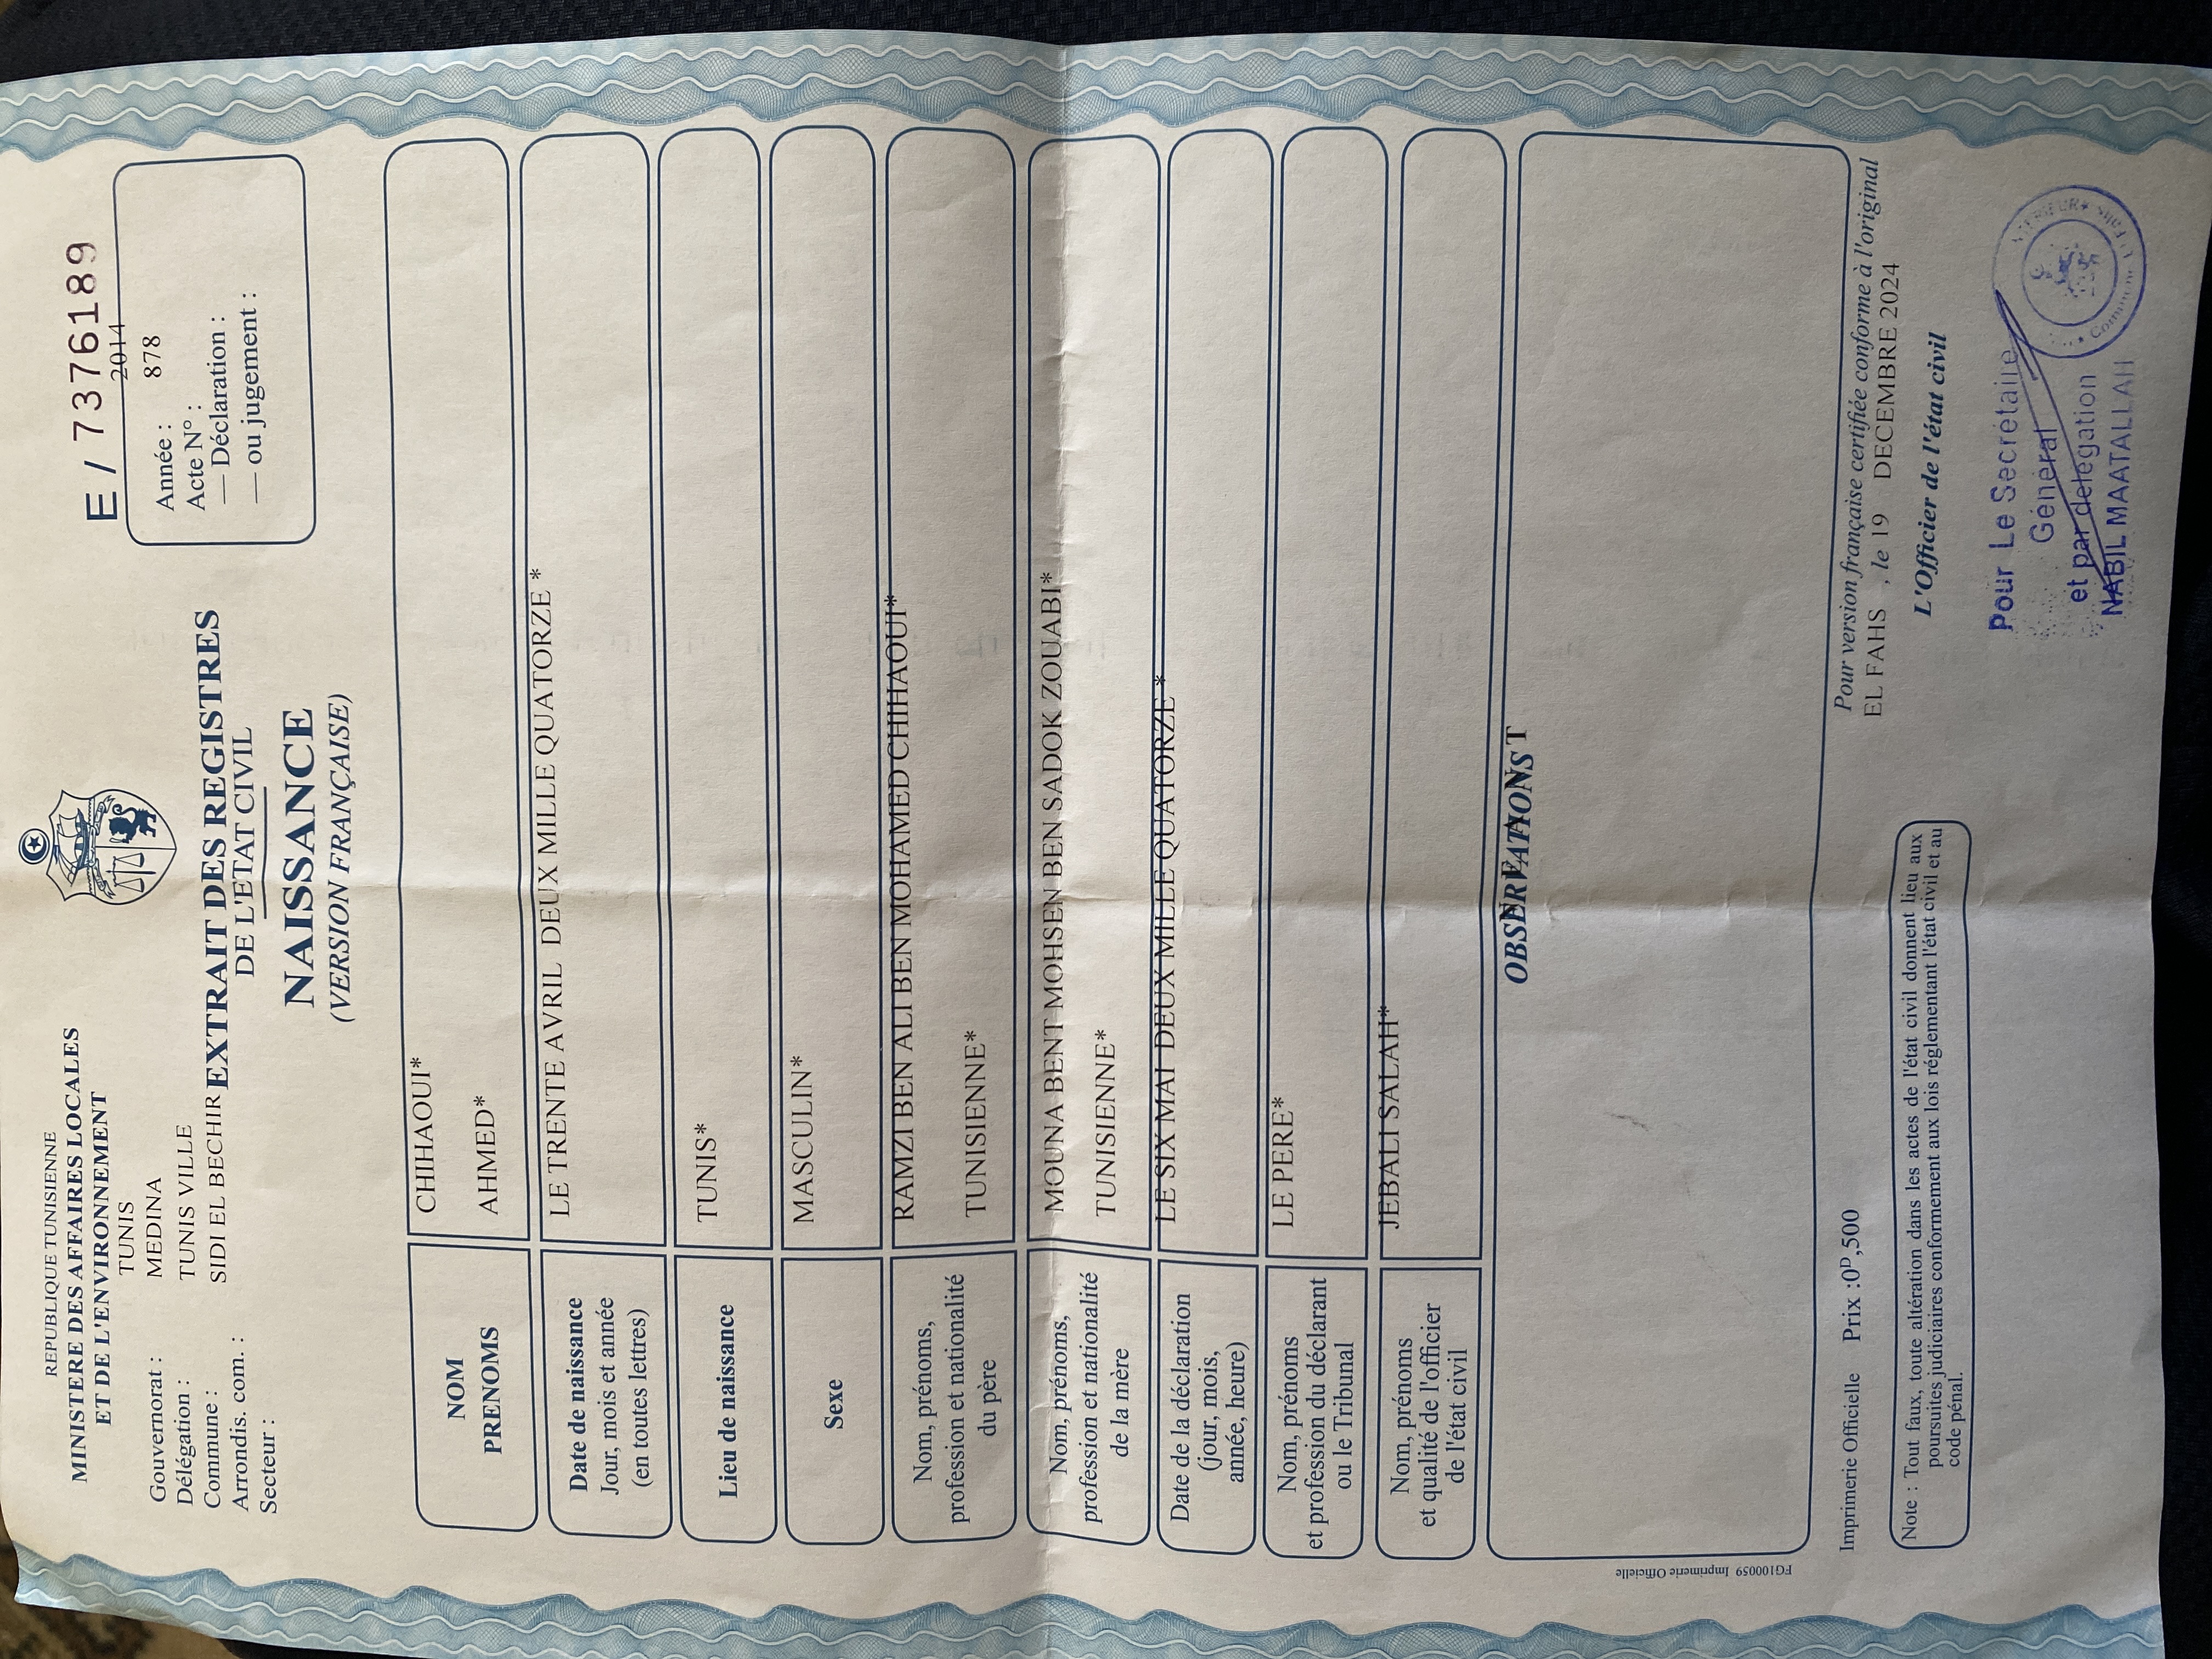 REPUBLIQUE TUNISIENNE
MINISTERE DES AFFAIRES LOCALES
ET DE L'ENVIRONNEMENT
E / 7376189
Gouvernorat : TUNIS
Délégation : MEDINA
Commune : TUNIS VILLE
Arrondis. com. : SIDI EL BECHIR
Secteur :
Année : 2014
Acte N° : 878
— Déclaration :
— ou jugement :
EXTRAIT DES REGISTRES
DE L'ETAT CIVIL
NAISSANCE
(VERSION FRANÇAISE)
NOM
CHIHAOUI*
PRENOMS
AHMED*
Date de naissance
Jour, mois et année
(en toutes lettres)
LE TRENTE AVRIL DEUX MILLE QUATORZE *
Lieu de naissance
TUNIS*
Sexe
MASCULIN*
Nom, prénoms,
profession et nationalité
du père
RAMZI BEN ALI BEN MOHAMED CHIHAOUI*
TUNISIENNE*
Nom, prénoms,
profession et nationalité
de la mère
MOUNA BENT MOHSEN BEN SADOK ZOUABI*
TUNISIENNE*
Date de la déclaration
(jour, mois,
année, heure)
LE SIX MAI DEUX MILLE QUATORZE *
Nom, prénoms
et profession du déclarant
ou le Tribunal
LE PERE*
Nom, prénoms
et qualité de l'officier
de l'état civil
JEBALI SALAH*
OBSERVATIONS
Imprimerie Officielle Prix :0ᴰ,500
Pour version française certifiée conforme à l'original
EL FAHS , le 19 DECEMBRE 2024
L'Officier de l'état civil
Note : Tout faux, toute altération dans les actes de l'état civil donnent lieu aux
poursuites judiciaires conformement aux lois réglementant l'état civil et au
code pénal.
Pour Le Secrétaire
Général
et par delégation
NABIL MAATALLAH
FG100059 Imprimerie Officielle